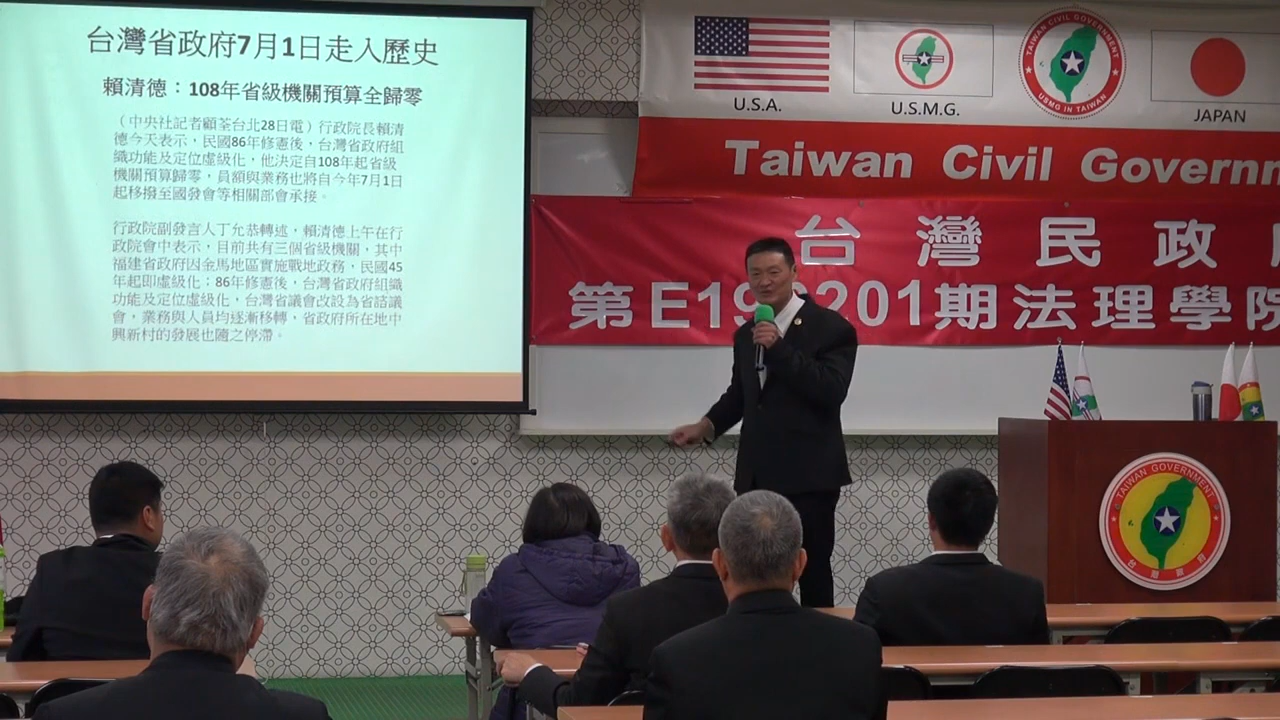 台灣省政府7月1日走入歷史
賴清德：108年省級機關預算全歸零
（中央社記者顧荃台北28日電）行政院長賴清
德今天表示，民國86年修憲後，台灣省政府組
織功能及定位虛級化，他決定自108年起省級
機關預算歸零，員額與業務也將自今年7月1日
起移撥至國發會等相關部會承接。
行政院副發言人丁允恭轉述，賴清德上午在行
政院會中表示，目前共有三個省級機關，其中
福建省政府因金馬地區實施戰地政務，民國45
年起即虛級化；86年修憲後，台灣省政府組織
功能及定位虛級化，台灣省議會改設為省諮議
會，業務與人員均逐漸移轉，省政府所在地中
興新村的發展也隨之停滯。
U.S.A.
U.S.M.G.
TAIWAN CIVIL GOVERNMENT
USMG IN TAIWAN
JAPAN
Taiwan Civil Governm
台灣民政
第E190201期法理學院
TAIWAN GOVERNMENT
台灣政府